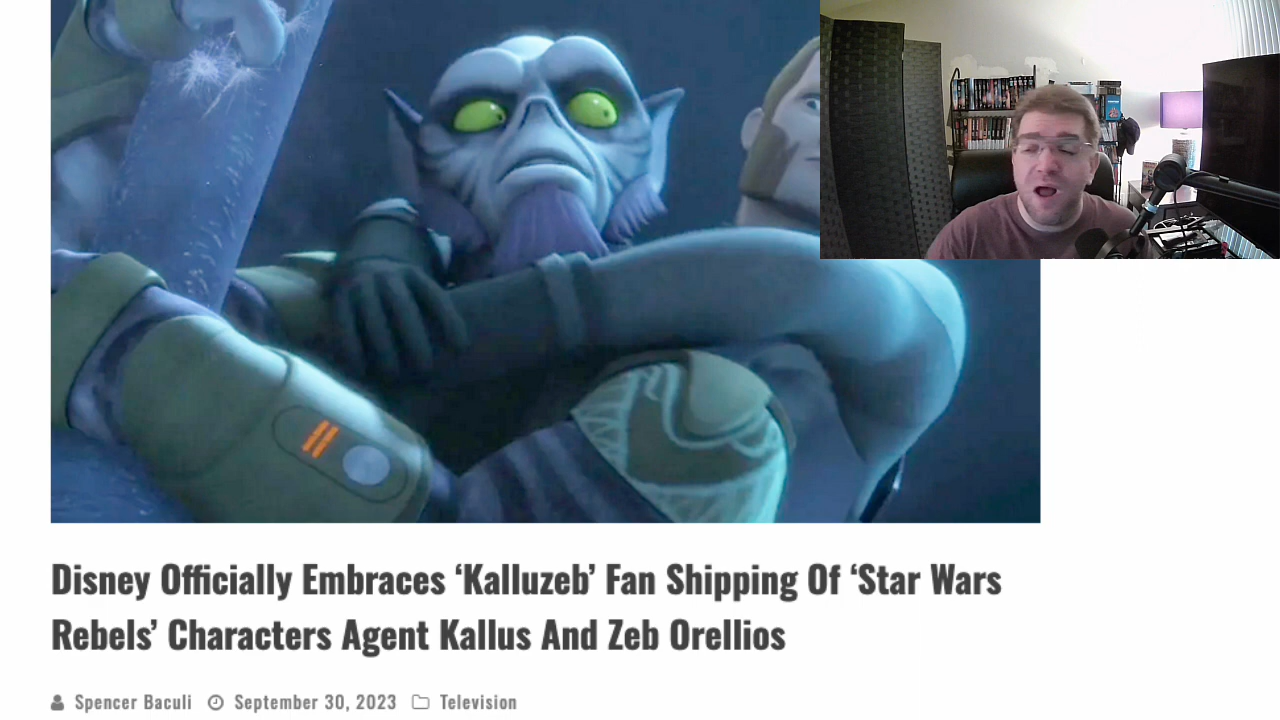 Disney Officially Embraces ‘Kalluzeb’ Fan Shipping Of ‘Star Wars
Rebels’ Characters Agent Kallus And Zeb Orellios
Spencer Baculi September 30, 2023 Television